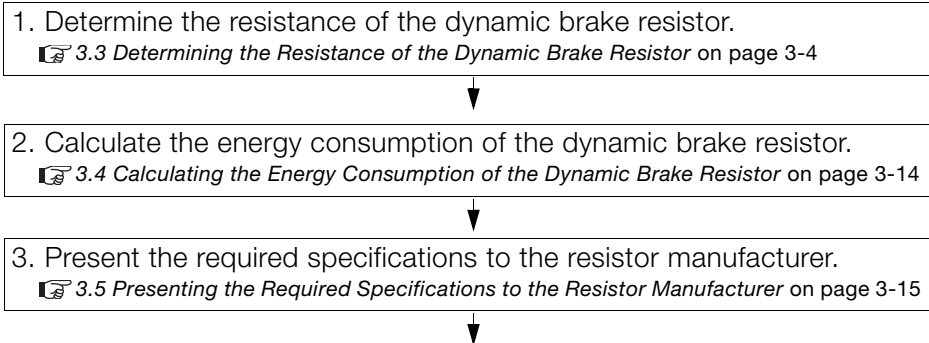 1. Determine the resistance of the dynamic brake resistor.
3.3 Determining the Resistance of the Dynamic Brake Resistor on page 3-4
2. Calculate the energy consumption of the dynamic brake resistor.
3.4 Calculating the Energy Consumption of the Dynamic Brake Resistor on page 3-14
3. Present the required specifications to the resistor manufacturer.
3.5 Presenting the Required Specifications to the Resistor Manufacturer on page 3-15